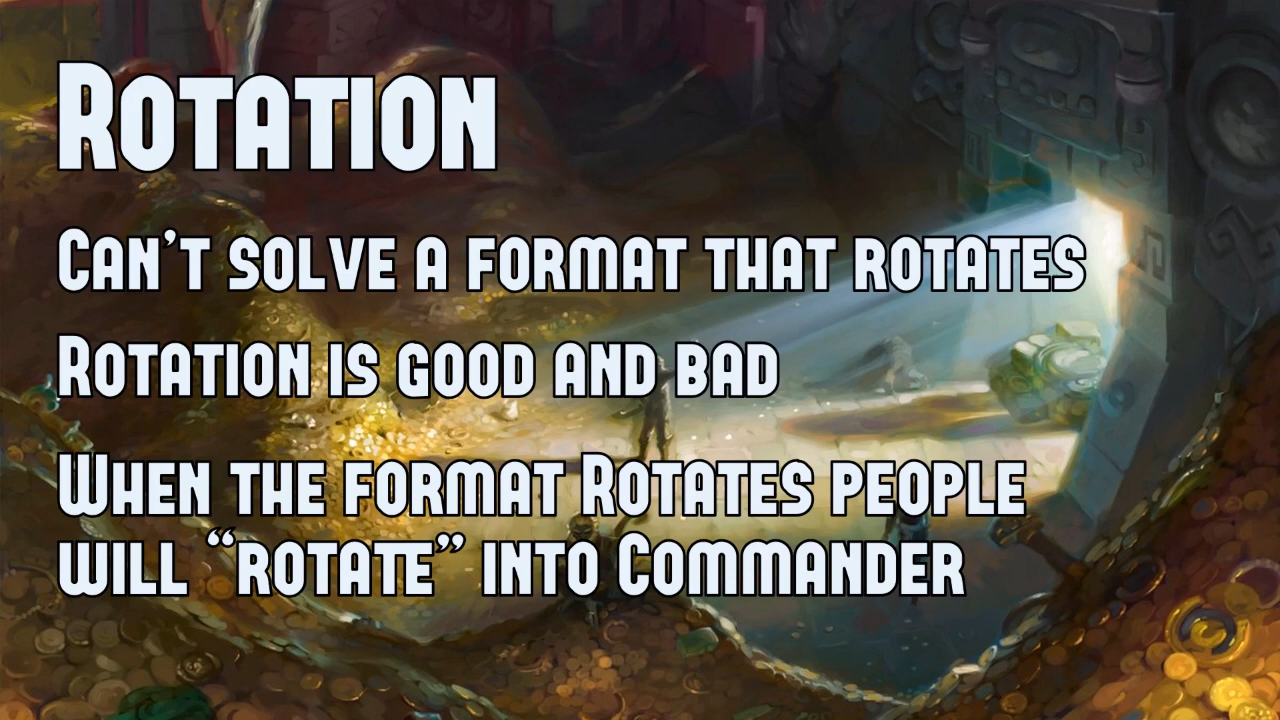 Rotation
Can’t solve a format that rotates
Rotation is good and bad
When the format Rotates people
will “rotate” into Commander